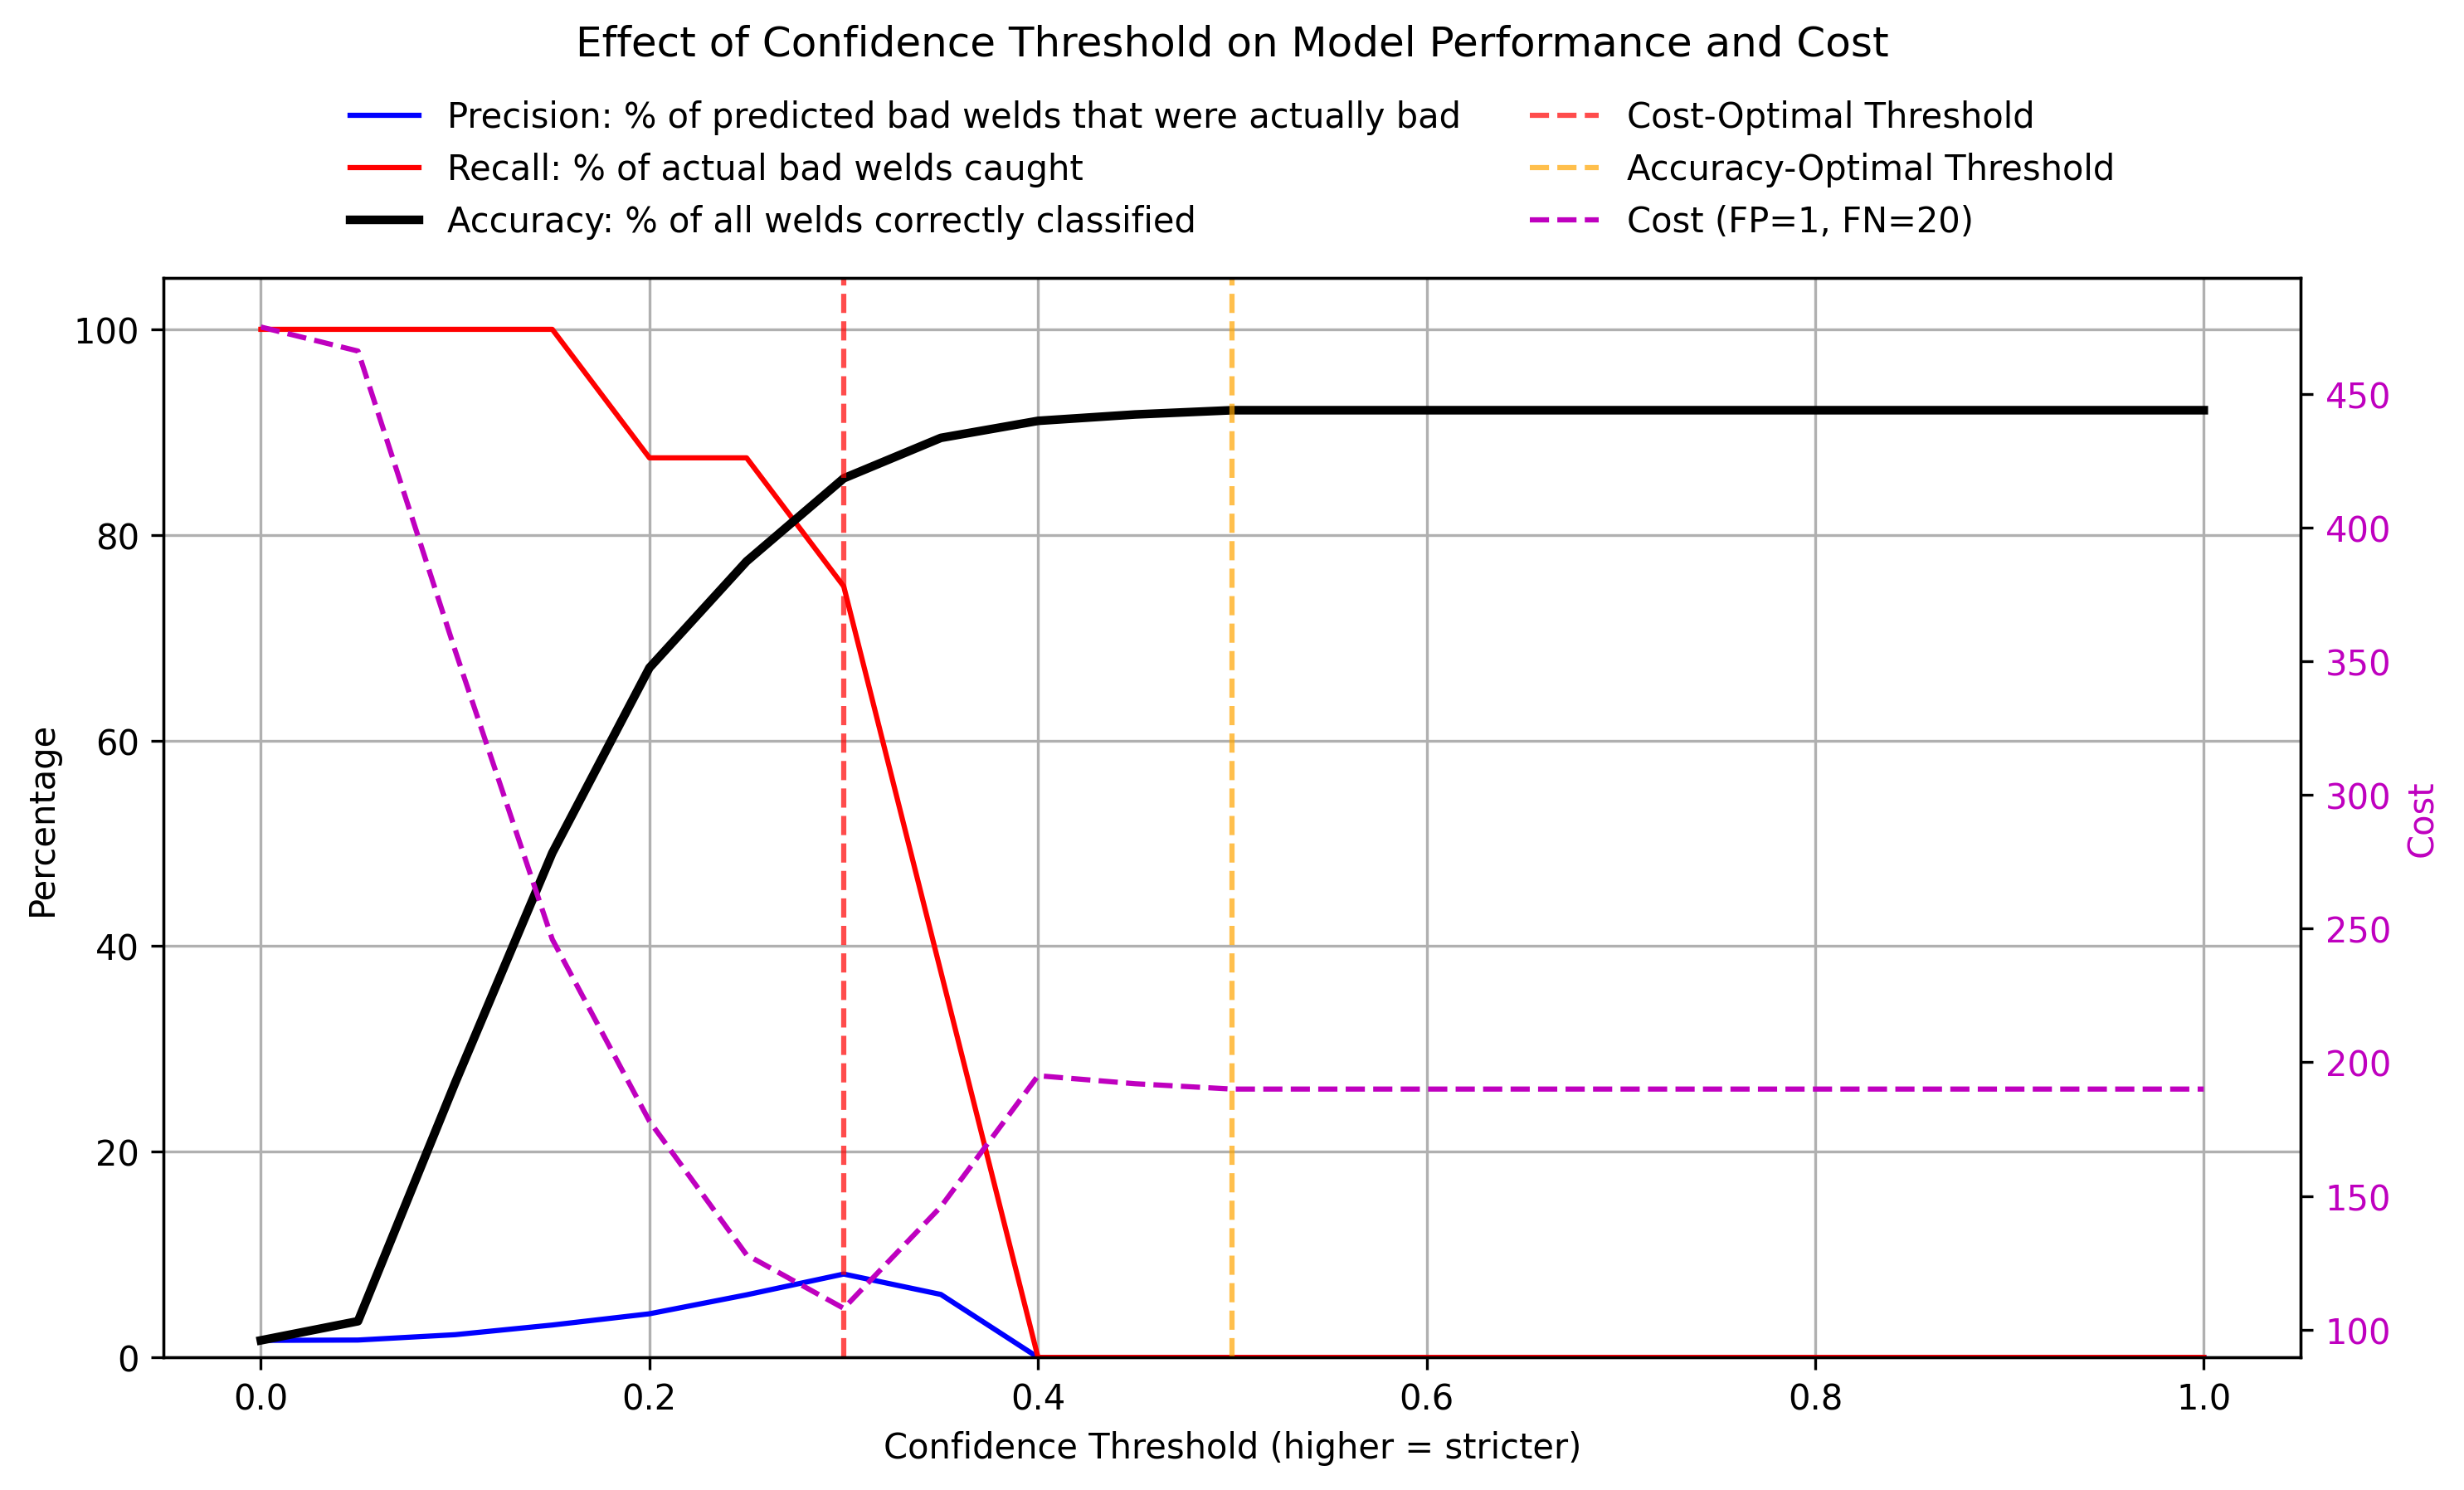 Effect of Confidence Threshold on Model Performance and Cost
Precision: % of predicted bad welds that were actually bad
Recall: % of actual bad welds caught
Accuracy: % of all welds correctly classified
Cost-Optimal Threshold
Accuracy-Optimal Threshold
Cost (FP=1, FN=20)
Percentage
100
80
60
40
20
0
0.0
0.2
0.4
0.6
0.8
1.0
Confidence Threshold (higher = stricter)
450
400
350
300
250
200
150
100
Cost